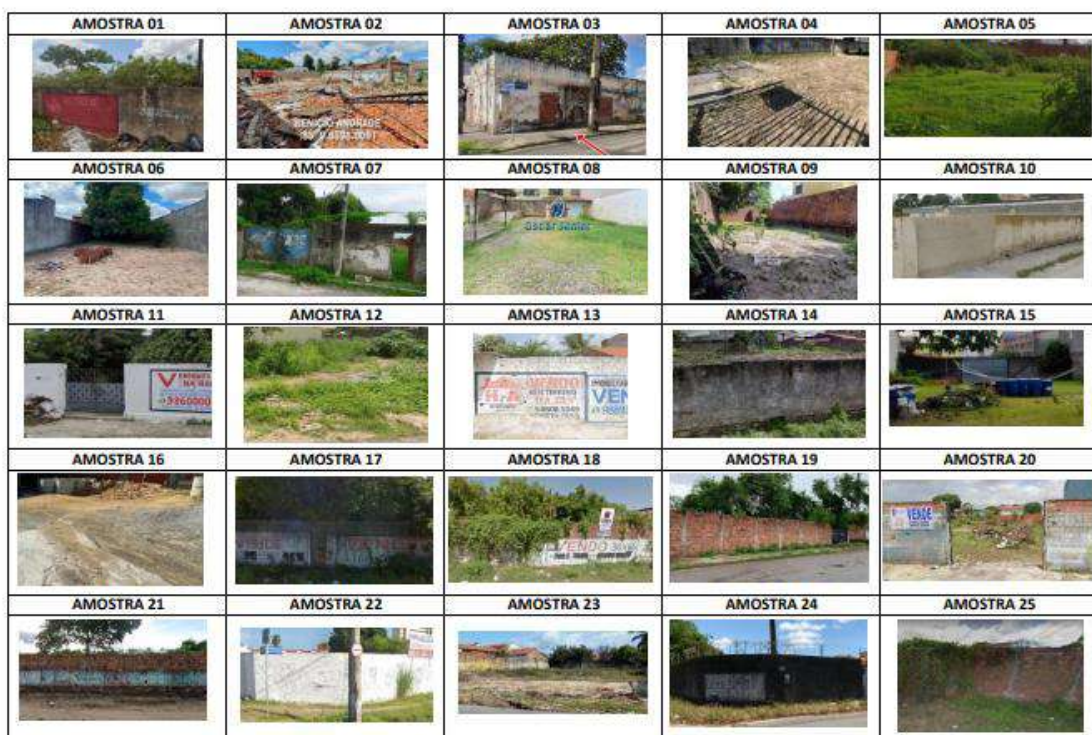 AMOSTRA 01 AMOSTRA 02 AMOSTRA 03 AMOSTRA 04 AMOSTRA 05
BENICIO ANDRADE
AMOSTRA 06 AMOSTRA 07 AMOSTRA 08 AMOSTRA 09 AMOSTRA 10
AMOSTRA 11 AMOSTRA 12 AMOSTRA 13 AMOSTRA 14 AMOSTRA 15
VENDO
VEN
AMOSTRA 16 AMOSTRA 17 AMOSTRA 18 AMOSTRA 19 AMOSTRA 20
VENDO
VENDE
AMOSTRA 21 AMOSTRA 22 AMOSTRA 23 AMOSTRA 24 AMOSTRA 25